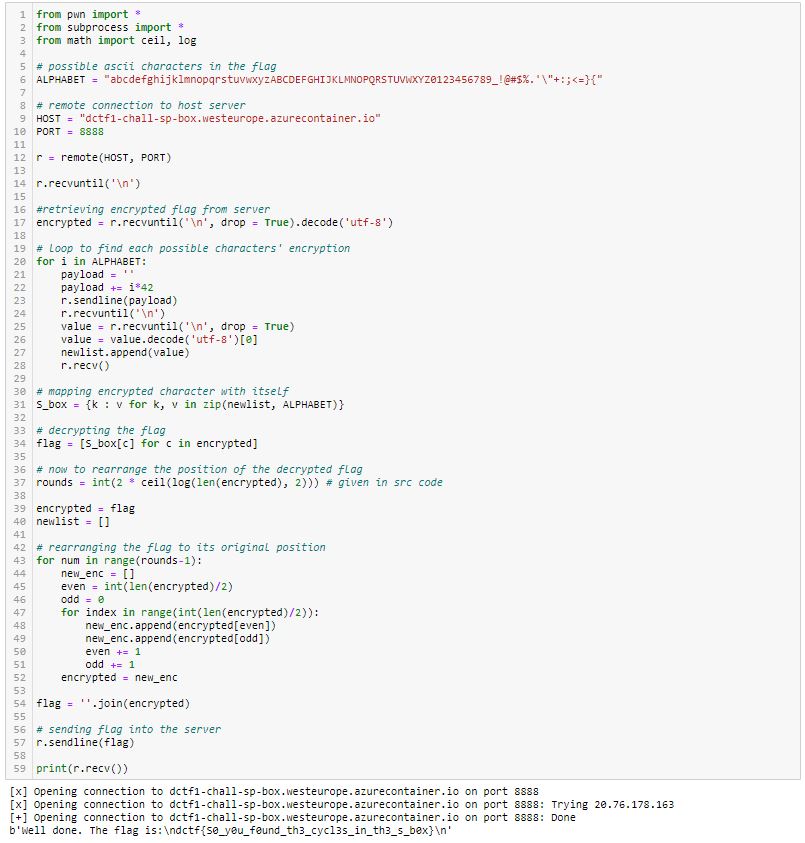 1 from pwn import *
2 from subprocess import *
3 from math import ceil, log
4
5 # possible ascii characters in the flag
6 ALPHABET = "abcdefghijklmnopqrstuvwxyzABCDEFGHIJKLMNOPQRSTUVWXYZ0123456789_!@#$%.'\"+:;<=}{"
7
8 # remote connection to host server
9 HOST = "dctf1-chall-sp-box.westeurope.azurecontainer.io"
10 PORT = 8888
11
12 r = remote(HOST, PORT)
13
14 r.recvuntil('\n')
15
16 #retrieving encrypted flag from server
17 encrypted = r.recvuntil('\n', drop = True).decode('utf-8')
18
19 # Loop to find each possible characters' encryption
20 for i in ALPHABET:
21     payload = ''
22     payload += i*42
23     r.sendline(payload)
24     r.recvuntil('\n')
25     value = r.recvuntil('\n', drop = True)
26     value = value.decode('utf-8')[0]
27     newlist.append(value)
28     r.recv()
29
30 # mapping encrypted character with itself
31 S_box = {k : v for k, v in zip(newlist, ALPHABET)}
32
33 # decrypting the flag
34 flag = [S_box[c] for c in encrypted]
35
36 # now to rearrange the position of the decrypted flag
37 rounds = int(2 * ceil(log(len(encrypted), 2))) # given in src code
38
39 encrypted = flag
40 newlist = []
41
42 # rearranging the flag to its original position
43 for num in range(rounds-1):
44     new_enc = []
45     even = int(len(encrypted)/2)
46     odd = 0
47     for index in range(int(len(encrypted)/2)):
48         new_enc.append(encrypted[even])
49         new_enc.append(encrypted[odd])
50         even += 1
51         odd += 1
52     encrypted = new_enc
53
54 flag = ''.join(encrypted)
55
56 # sending flag into the server
57 r.sendline(flag)
58
59 print(r.recv())
[x] Opening connection to dctf1-chall-sp-box.westeurope.azurecontainer.io on port 8888
[x] Opening connection to dctf1-chall-sp-box.westeurope.azurecontainer.io on port 8888: Trying 20.76.178.163
[+] Opening connection to dctf1-chall-sp-box.westeurope.azurecontainer.io on port 8888: Done
b'Well done. The flag is:\ndctf{S0_y0u_f0und_th3_cycl3s_in_th3_s_b0x}\n'